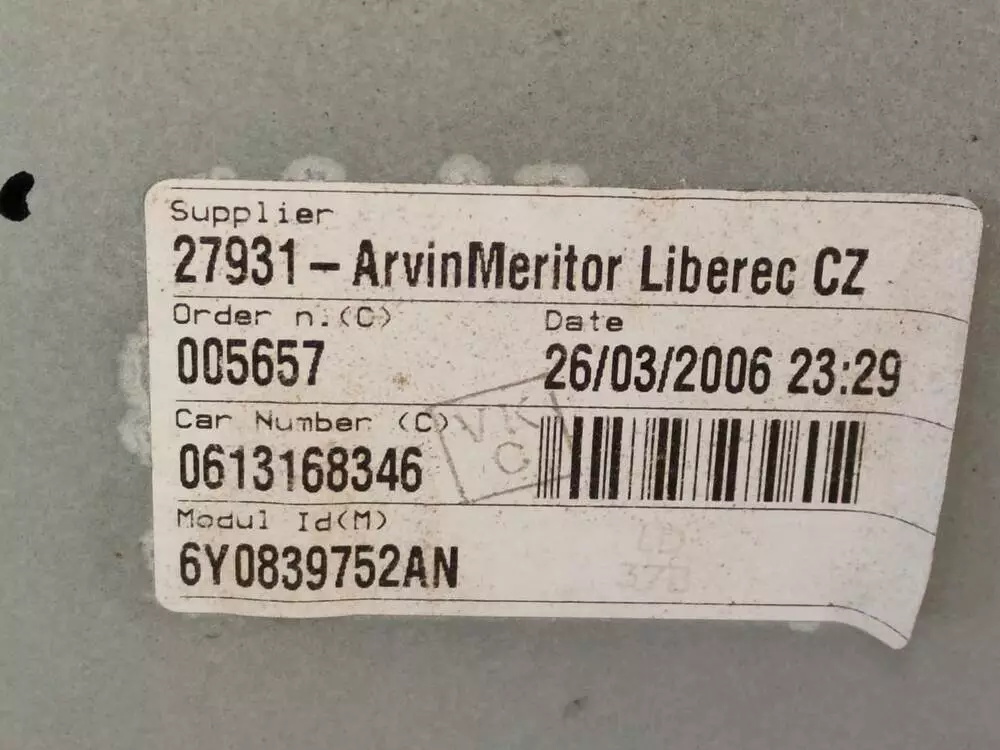 Supplier
27931-ArvinMeritor Liberec CZ
Order n.(C) Date
005657 26/03/2006 23:29
Car Number (C)
0613168346
Modul Id(M)
6Y0839752AN